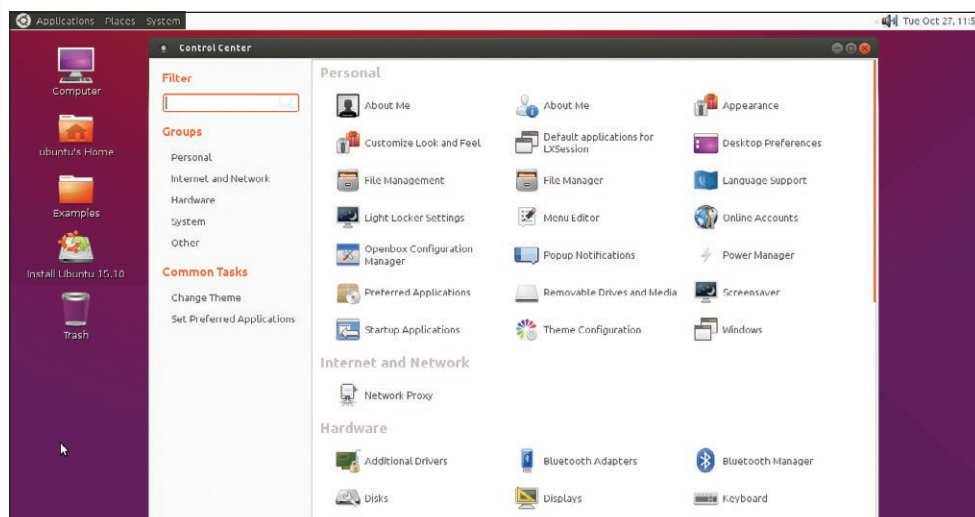 Applications Places System
Tue Oct 27, 11:5
Computer
ubuntu's Home
Examples
Install Ubuntu 15.10
Trash
Control Center
Filter
Groups
Personal
Internet and Network
Hardware
System
Other
Common Tasks
Change Theme
Set Preferred Applications
Personal
About Me
About Me
Appearance
Customize Look and Feel
Default applications for
LXSession
Desktop Preferences
File Management
File Manager
Language Support
Light Locker Settings
Menu Editor
Online Accounts
Openbox Configuration
Manager
Popup Notifications
Power Manager
Preferred Applications
Removable Drives and Media
Screensaver
Startup Applications
Theme Configuration
Windows
Internet and Network
Network Proxy
Hardware
Additional Drivers
Bluetooth Adapters
Bluetooth Manager
Disks
Displays
Keyboard